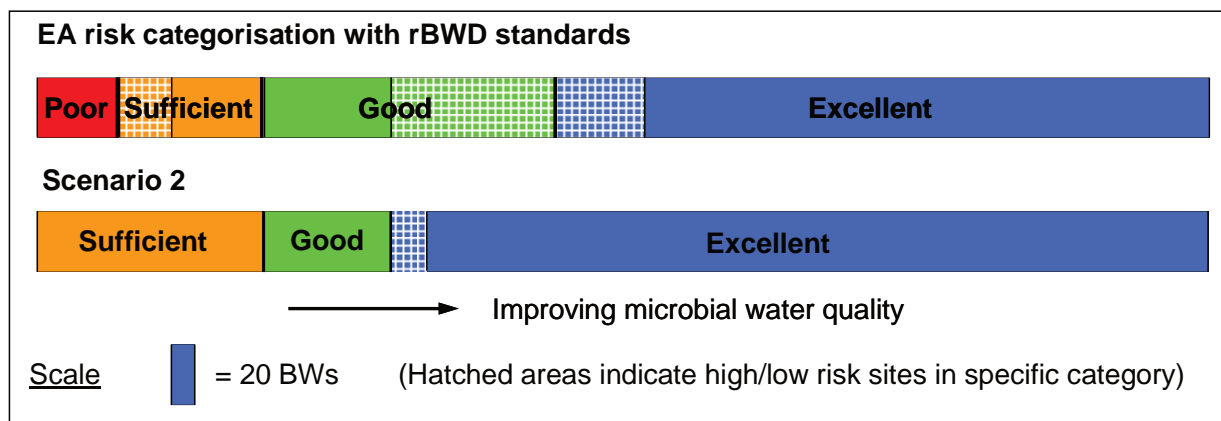 EA risk categorisation with rBWD standards
Poor Sufficient Good Excellent
Scenario 2
Sufficient Good Excellent
Improving microbial water quality
Scale = 20 BWs (Hatched areas indicate high/low risk sites in specific category)